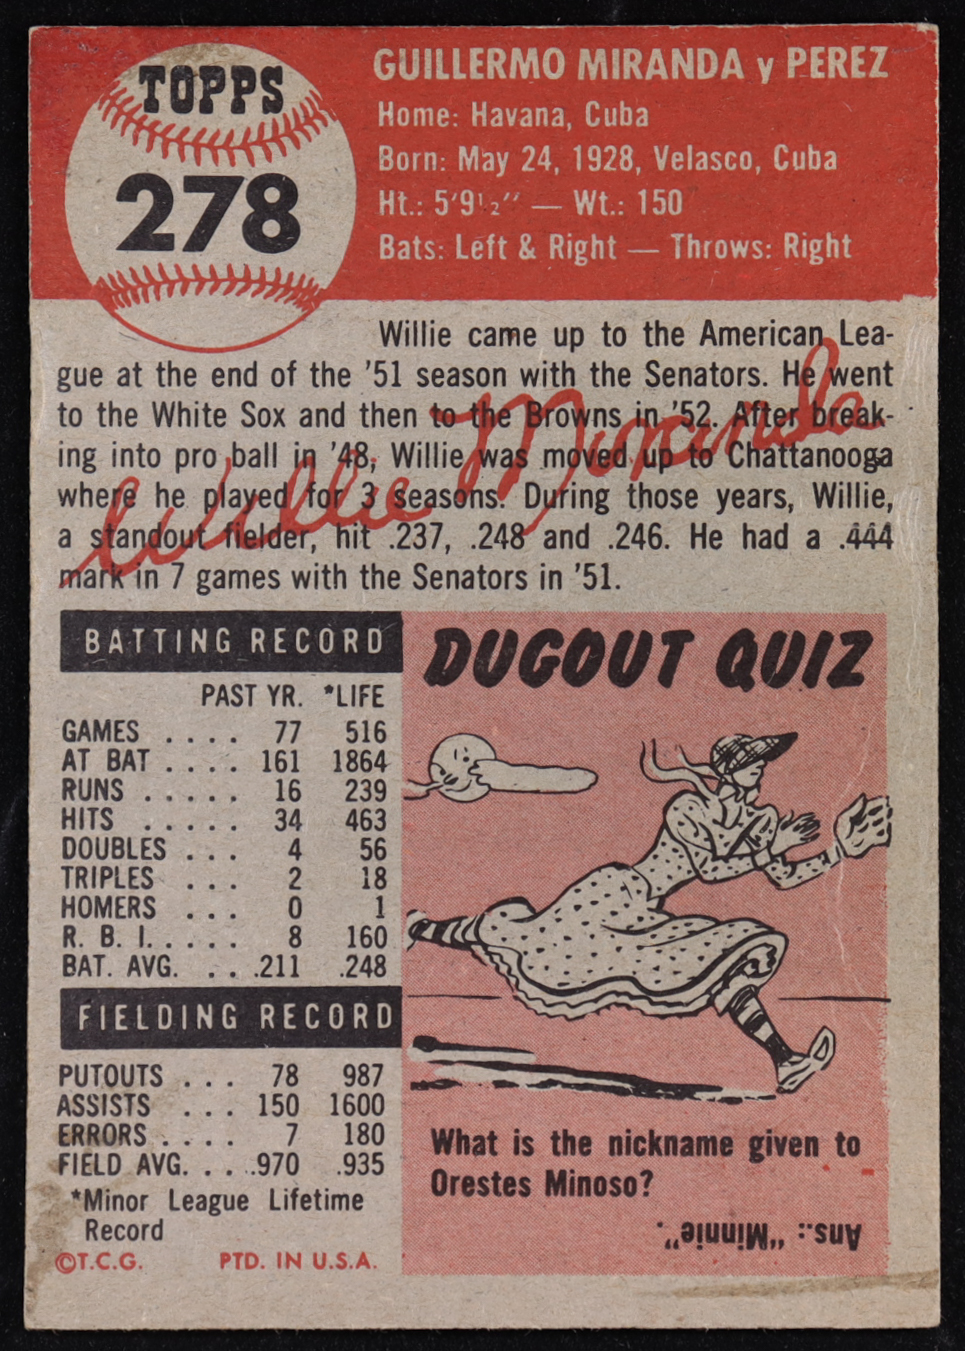 TOPPS
278
GUILLERMO MIRANDA y PEREZ
Home: Havana, Cuba
Born: May 24, 1928, Velasco, Cuba
Ht.: 5'9½" — Wt.: 150
Bats: Left & Right — Throws: Right
Willie came up to the American Lea-
gue at the end of the '51 season with the Senators. He went
to the White Sox and then to the Browns in '52. After break-
ing into pro ball in '48, Willie was moved up to Chattanooga
where he played for 3 seasons. During those years, Willie,
a standout fielder, hit .237, .248 and .246. He had a .444
mark in 7 games with the Senators in '51.
Willie Miranda
BATTING RECORD
PAST YR. *LIFE
GAMES .... 77 516
AT BAT .... 161 1864
RUNS ..... 16 239
HITS ..... 34 463
DOUBLES ... 4 56
TRIPLES ... 2 18
HOMERS ... 0 1
R. B. I. .... 8 160
BAT. AVG. ... .211 .248
FIELDING RECORD
PUTOUTS ... 78 987
ASSISTS ... 150 1600
ERRORS .... 7 180
FIELD AVG. ... .970 .935
*Minor League Lifetime
Record
©T.C.G. PTD. IN U.S.A.
DUGOUT QUIZ
What is the nickname given to
Orestes Minoso?
Ans.: "Minnie".